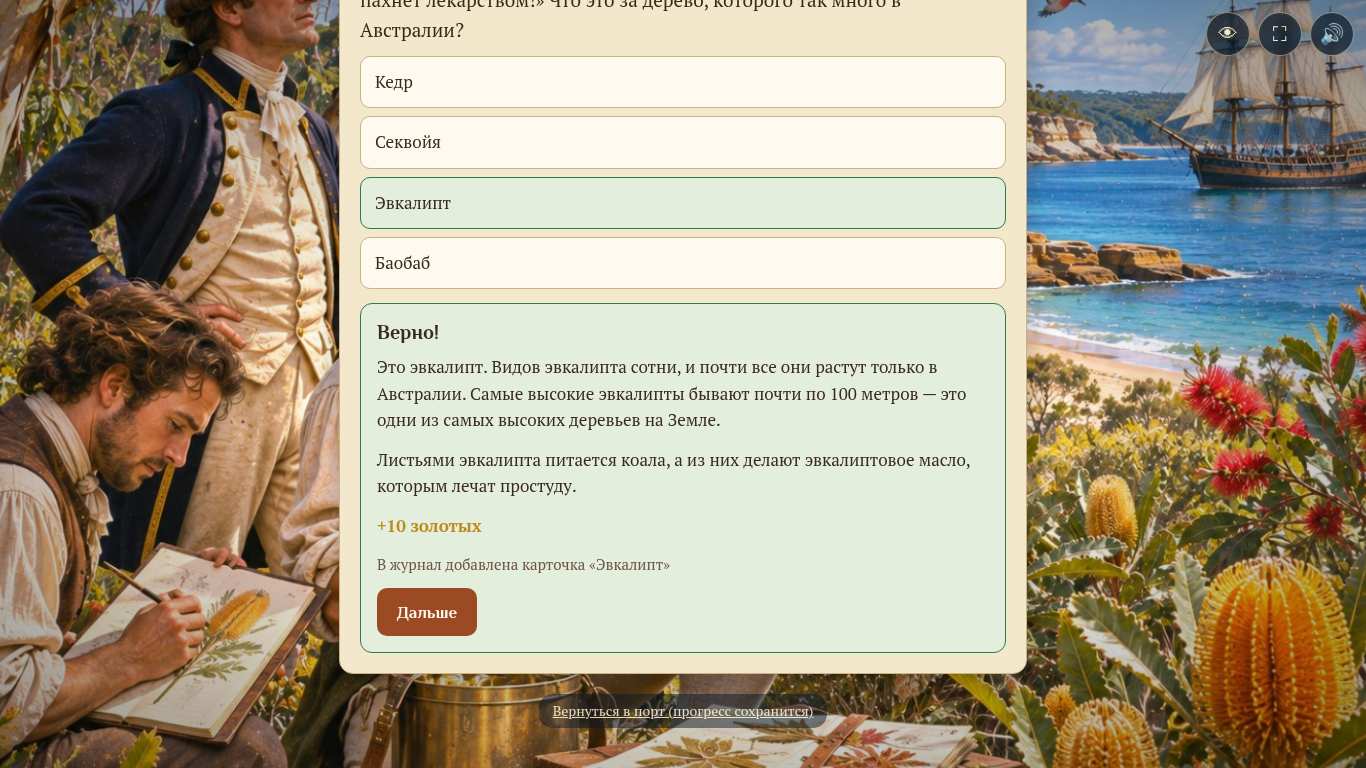 пахнет лекарством!» Что это за дерево, которого так много в
Австралии?
Кедр
Секвойя
Эвкалипт
Баобаб
Верно!
Это эвкалипт. Видов эвкалипта сотни, и почти все они растут только в
Австралии. Самые высокие эвкалипты бывают почти по 100 метров — это
одни из самых высоких деревьев на Земле.
Листьями эвкалипта питается коала, а из них делают эвкалиптовое масло,
которым лечат простуду.
+10 золотых
В журнал добавлена карточка «Эвкалипт»
Дальше
Вернуться в порт (прогресс сохранится)